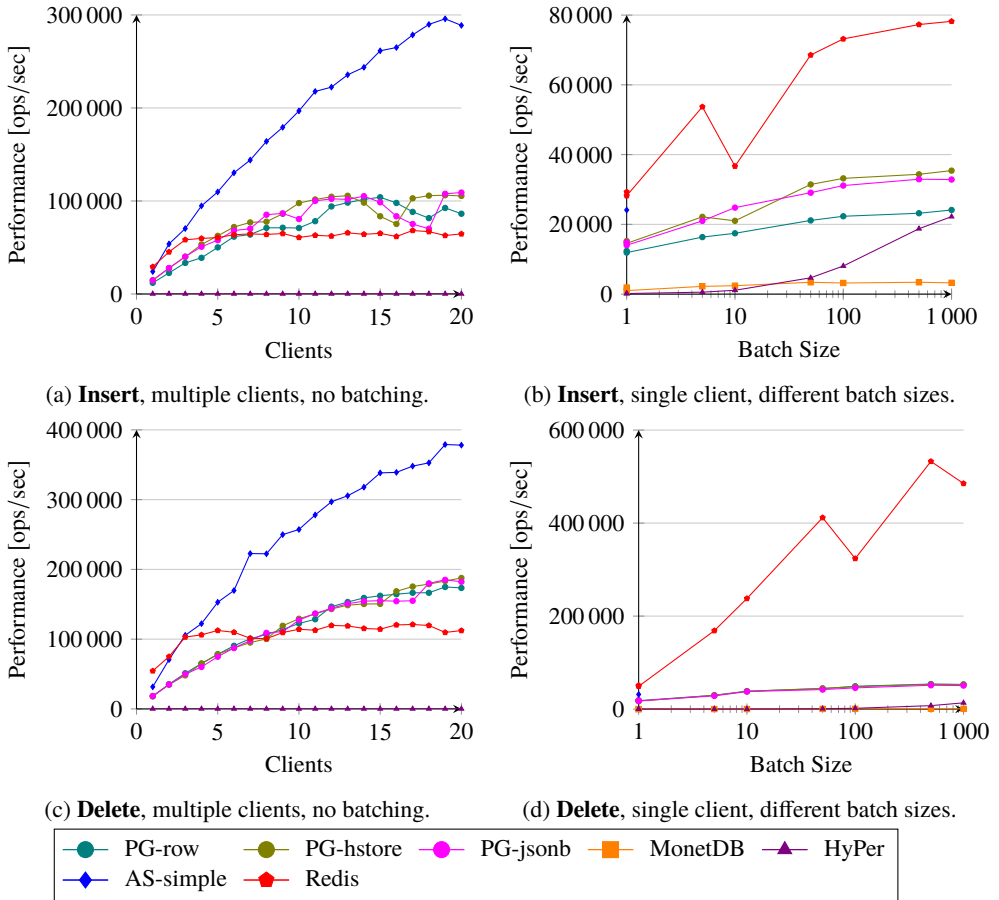 300 000
200 000
100 000
0
0
5
10
15
20
Performance [ops/sec]
Clients
(a) Insert, multiple clients, no batching.
80 000
60 000
40 000
20 000
0
1
10
100
1 000
Performance [ops/sec]
Batch Size
(b) Insert, single client, different batch sizes.
400 000
300 000
200 000
100 000
0
0
5
10
15
20
Performance [ops/sec]
Clients
(c) Delete, multiple clients, no batching.
600 000
400 000
200 000
0
1
10
100
1 000
Performance [ops/sec]
Batch Size
(d) Delete, single client, different batch sizes.
PG-row PG-hstore PG-jsonb MonetDB HyPer
AS-simple Redis